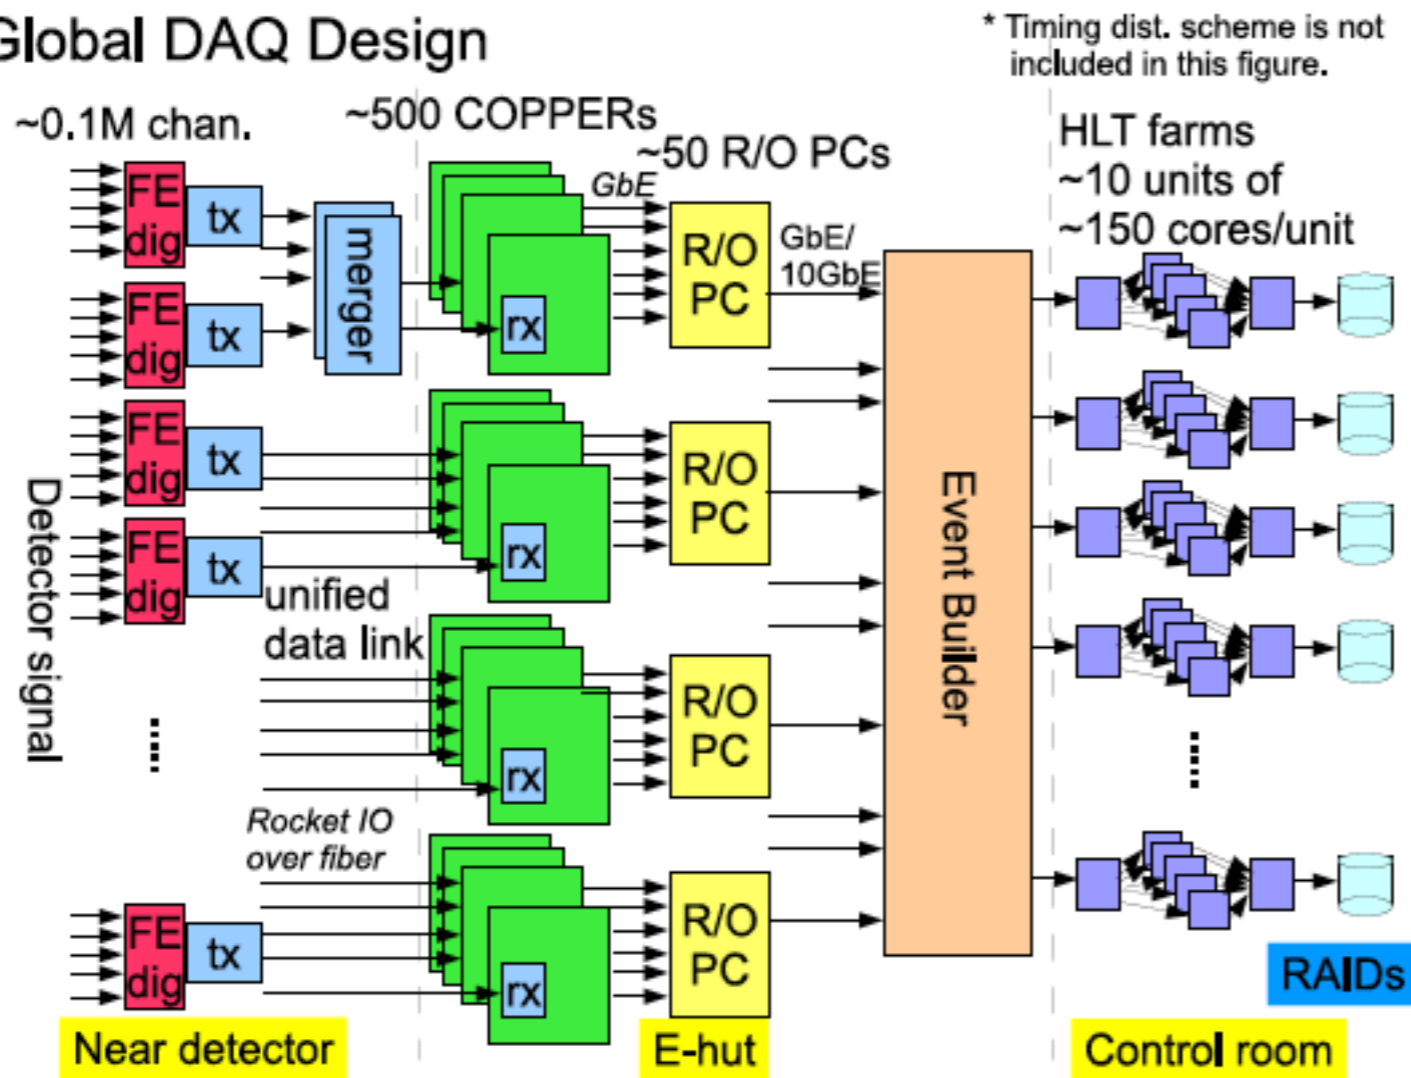 Global DAQ Design
* Timing dist. scheme is not
included in this figure.
~0.1M chan.
~500 COPPERs
~50 R/O PCs
HLT farms
~10 units of
~150 cores/unit
GbE
GbE/
10GbE
FE
dig
tx
FE
dig
tx
merger
rx
R/O
PC
FE
dig
tx
FE
dig
tx
rx
R/O
PC
Detector signal
unified
data link
rx
R/O
PC
Event Builder
Rocket IO
over fiber
FE
dig
tx
rx
R/O
PC
RAIDs
Near detector
E-hut
Control room